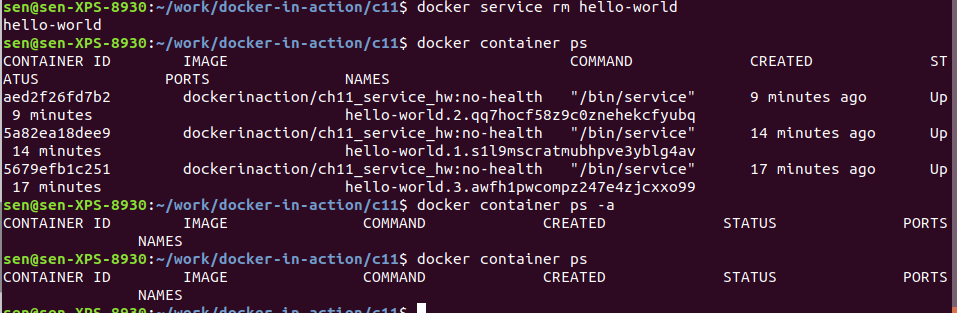 sen@sen-XPS-8930:~/work/docker-in-action/c11$ docker service rm hello-world
hello-world
sen@sen-XPS-8930:~/work/docker-in-action/c11$ docker container ps
CONTAINER ID        IMAGE                                      COMMAND             CREATED             ST
ATUS              PORTS               NAMES
aed2f26fd7b2        dockerinaction/ch11_service_hw:no-health   "/bin/service"      9 minutes ago       Up
 9 minutes                            hello-world.2.qq7hocf58z9c0znehekcfyubq
5a82ea18dee9        dockerinaction/ch11_service_hw:no-health   "/bin/service"      14 minutes ago      Up
 14 minutes                           hello-world.1.s1l9mscratmubhpve3yblg4av
5679efb1c251        dockerinaction/ch11_service_hw:no-health   "/bin/service"      17 minutes ago      Up
 17 minutes                           hello-world.3.awfh1pwcompz247e4zjcxxo99
sen@sen-XPS-8930:~/work/docker-in-action/c11$ docker container ps -a
CONTAINER ID        IMAGE               COMMAND             CREATED             STATUS              PORTS
               NAMES
sen@sen-XPS-8930:~/work/docker-in-action/c11$ docker container ps
CONTAINER ID        IMAGE               COMMAND             CREATED             STATUS              PORTS
               NAMES
sen@sen-XPS-8930:~/work/docker-in-action/c11$